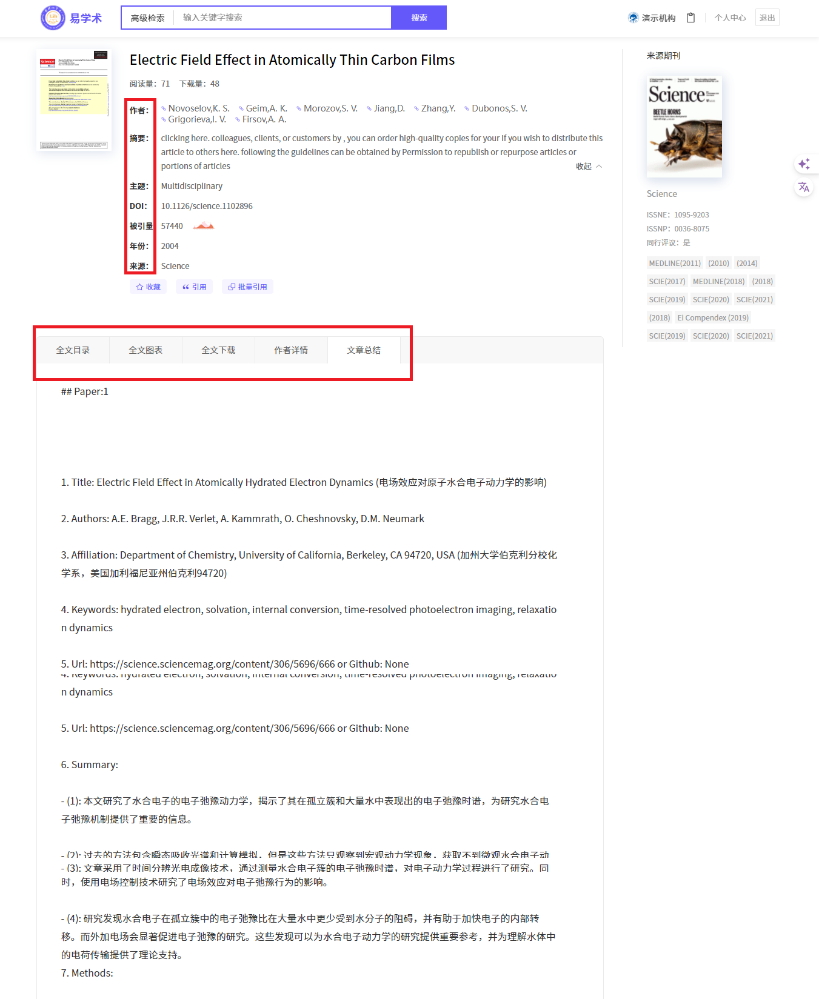 易学术
高级检索 输入关键字搜索 搜索
演示机构 个人中心 退出
Electric Field Effect in Atomically Thin Carbon Films
阅读量：71 下载量：48
作者： Novoselov,K. S. Geim,A. K. Morozov,S. V. Jiang,D. Zhang,Y. Dubonos,S. V.
Grigorieva,I. V. Firsov,A. A.
摘要： clicking here. colleagues, clients, or customers by , you can order high-quality copies for your If you wish to distribute this
article to others here. following the guidelines can be obtained by Permission to republish or repurpose articles or
portions of articles 收起
主题： Multidisciplinary
DOI： 10.1126/science.1102896
被引量 57440
年份： 2004
来源： Science
收藏 引用 批量引用
来源期刊
Science
BEETLE HORNS
Science
ISSNE：1095-9203
ISSNP：0036-8075
同行评议：是
MEDLINE(2011) (2010) (2014)
SCIE(2017) MEDLINE(2018) (2018)
SCIE(2019) SCIE(2020) SCIE(2021)
(2018) Ei Compendex (2019)
SCIE(2019) SCIE(2020) SCIE(2021)
全文目录 全文图表 全文下载 作者详情 文章总结
## Paper:1
1. Title: Electric Field Effect in Atomically Hydrated Electron Dynamics (电场效应对原子水合电子动力学的影响)
2. Authors: A.E. Bragg, J.R.R. Verlet, A. Kammrath, O. Cheshnovsky, D.M. Neumark
3. Affiliation: Department of Chemistry, University of California, Berkeley, CA 94720, USA (加州大学伯克利分校化
学系，美国加利福尼亚州伯克利94720)
4. Keywords: hydrated electron, solvation, internal conversion, time-resolved photoelectron imaging, relaxatio
n dynamics
5. Url: https://science.sciencemag.org/content/306/5696/666 or Github: None
4. Keywords: hydrated electron, solvation, internal conversion, time-resolved photoelectron imaging, relaxatio
n dynamics
5. Url: https://science.sciencemag.org/content/306/5696/666 or Github: None
6. Summary:
- (1): 本文研究了水合电子的电子弛豫动力学，揭示了其在孤立簇和大量水中表现出的电子弛豫时谱，为研究水合电
子弛豫机制提供了重要的信息。
- (2): 过去的方法包含瞬态吸收光谱和计算模拟，但是这些方法只观察到宏观动力学现象，获取不到微观水合电子动
- (3): 文章采用了时间分辨光电成像技术，通过测量水合电子簇的电子弛豫时谱，对电子动力学过程进行了研究。同
时，使用电场控制技术研究了电场效应对电子弛豫行为的影响。
- (4): 研究发现水合电子在孤立簇中的电子弛豫比在大量水中更少受到水分子的阻碍，并有助于加快电子的内部转
移。而外加电场会显著促进电子弛豫的研究。这些发现可以为水合电子动力学的研究提供重要参考，并为理解水体中
的电荷传输提供了理论支持。
7. Methods: